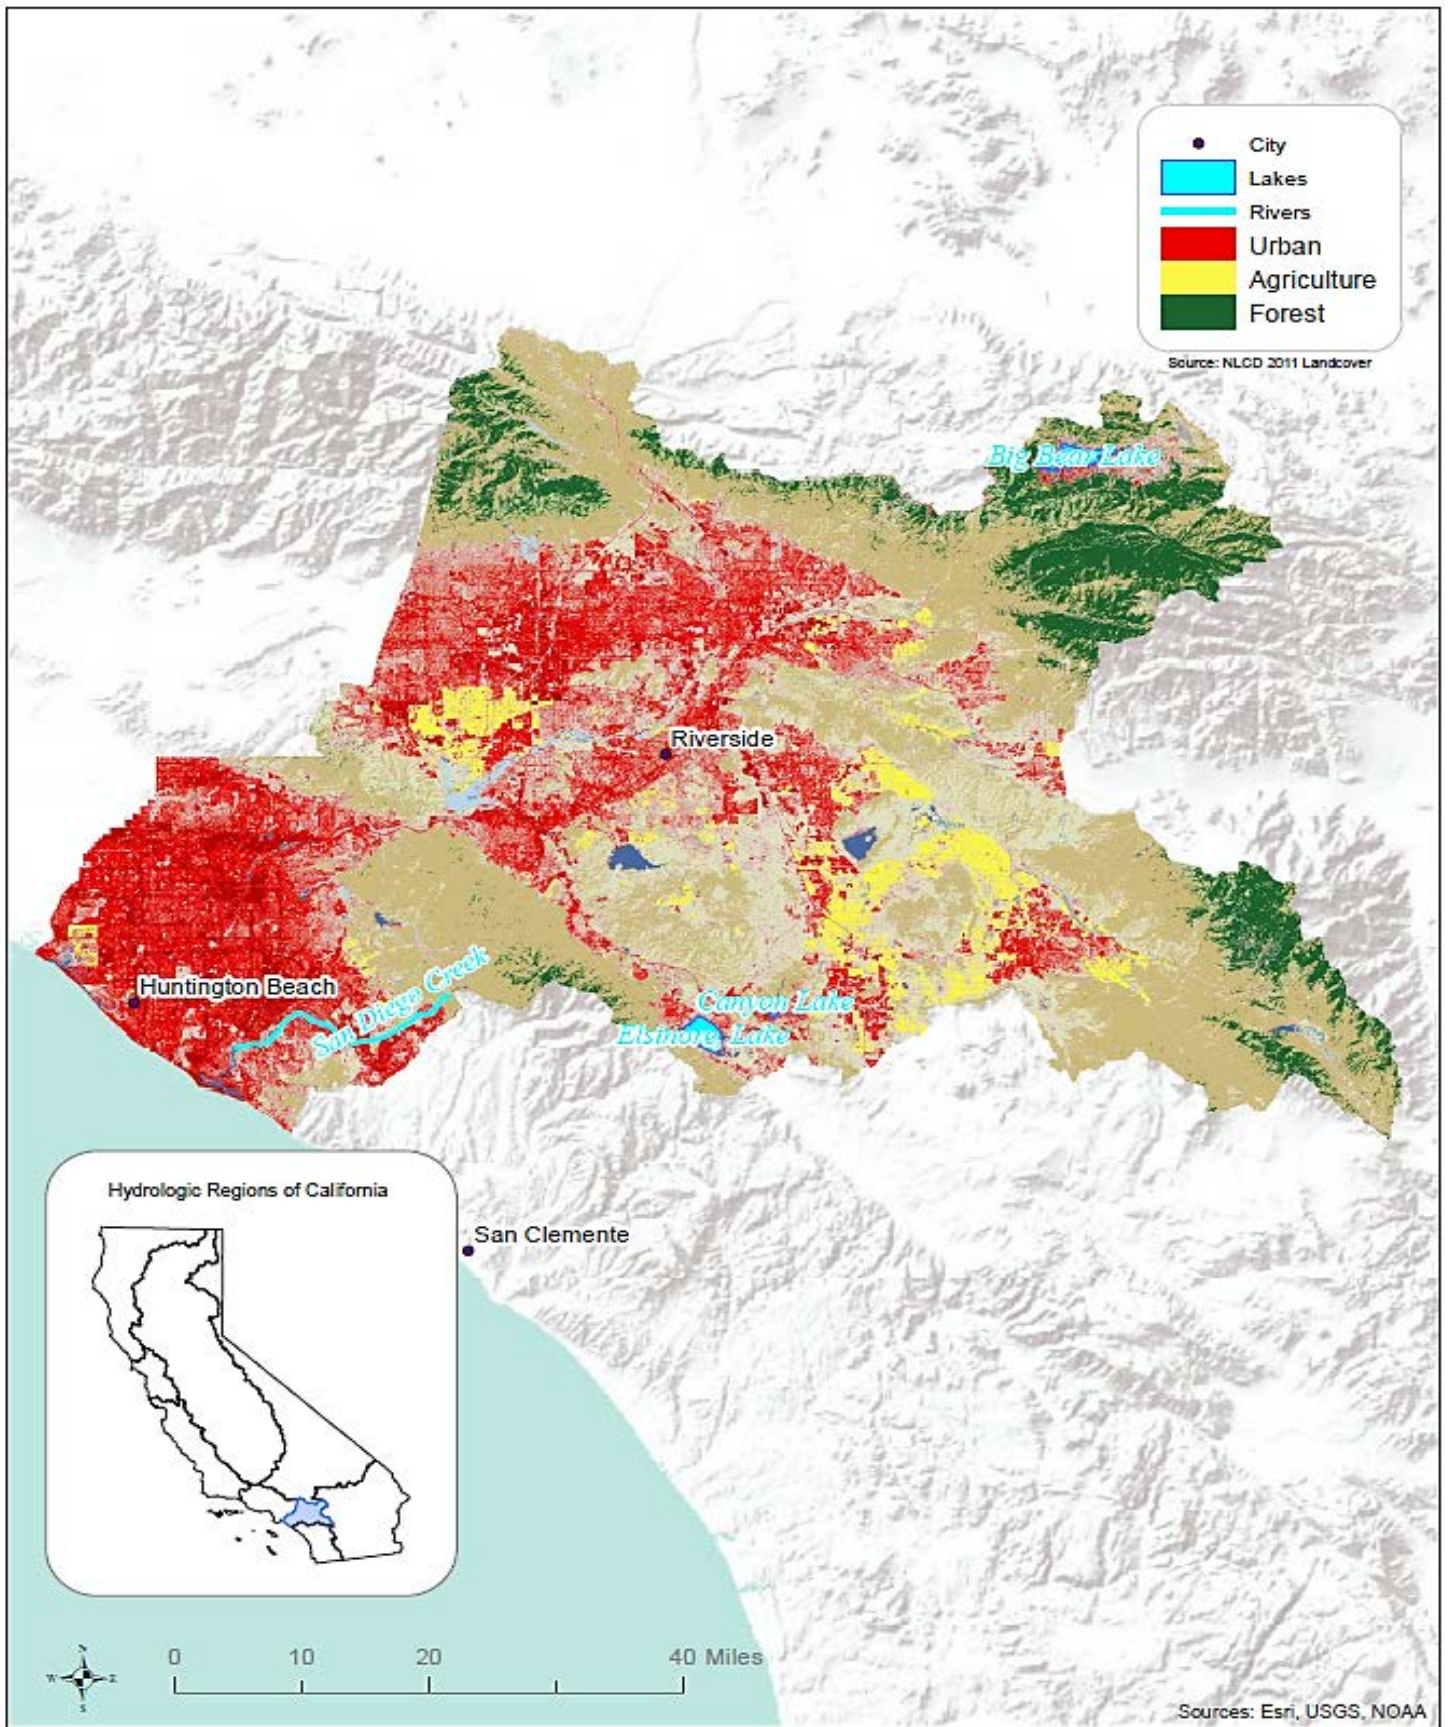 City
Lakes
Rivers
Urban
Agriculture
Forest
Source: NLCD 2011 Landcover
Big Bear Lake
Riverside
Huntington Beach
San Diego Creek
Canyon Lake
Elsinore Lake
San Clemente
Hydrologic Regions of California
N
W E
S
0 10 20 40 Miles
Sources: Esri, USGS, NOAA